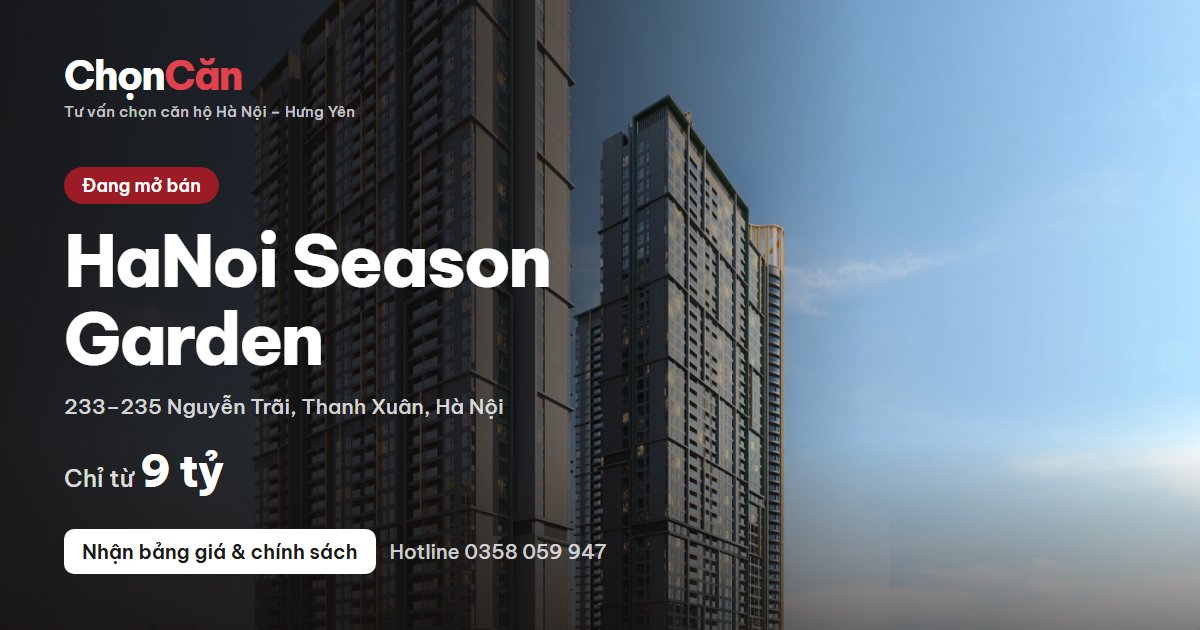 ChọnCăn
Tư vấn chọn căn hộ Hà Nội – Hưng Yên
Đang mở bán
HaNoi Season
Garden
233–235 Nguyễn Trãi, Thanh Xuân, Hà Nội
Chỉ từ 9 tỷ
Nhận bảng giá & chính sách
Hotline 0358 059 947